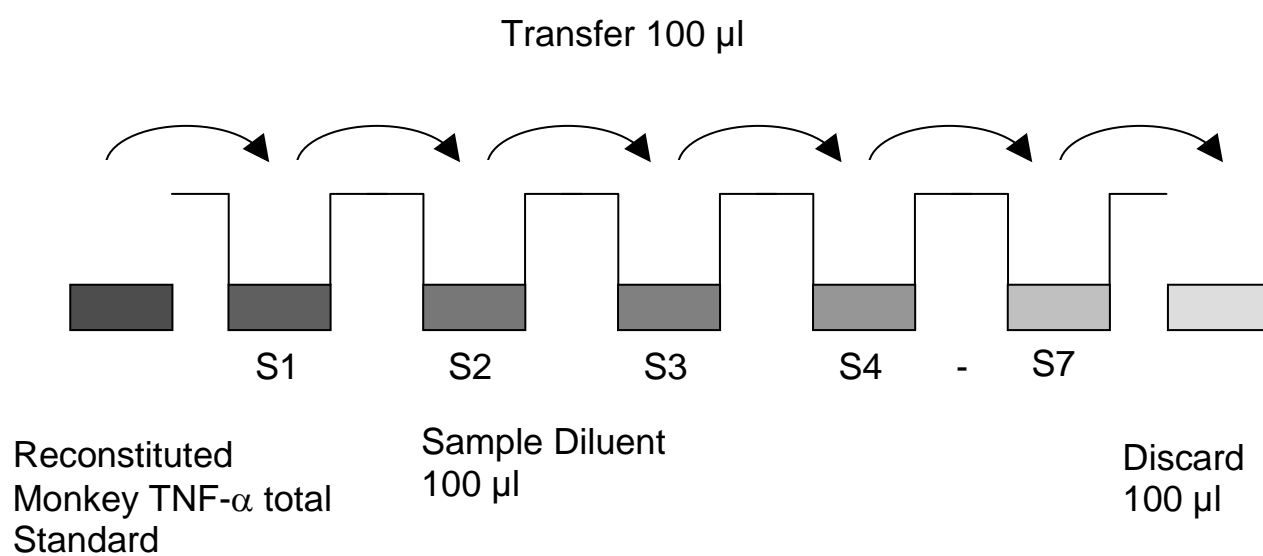 Transfer 100 µl
S1 S2 S3 S4 - S7
Reconstituted
Monkey TNF-α total
Standard
Sample Diluent
100 µl
Discard
100 µl